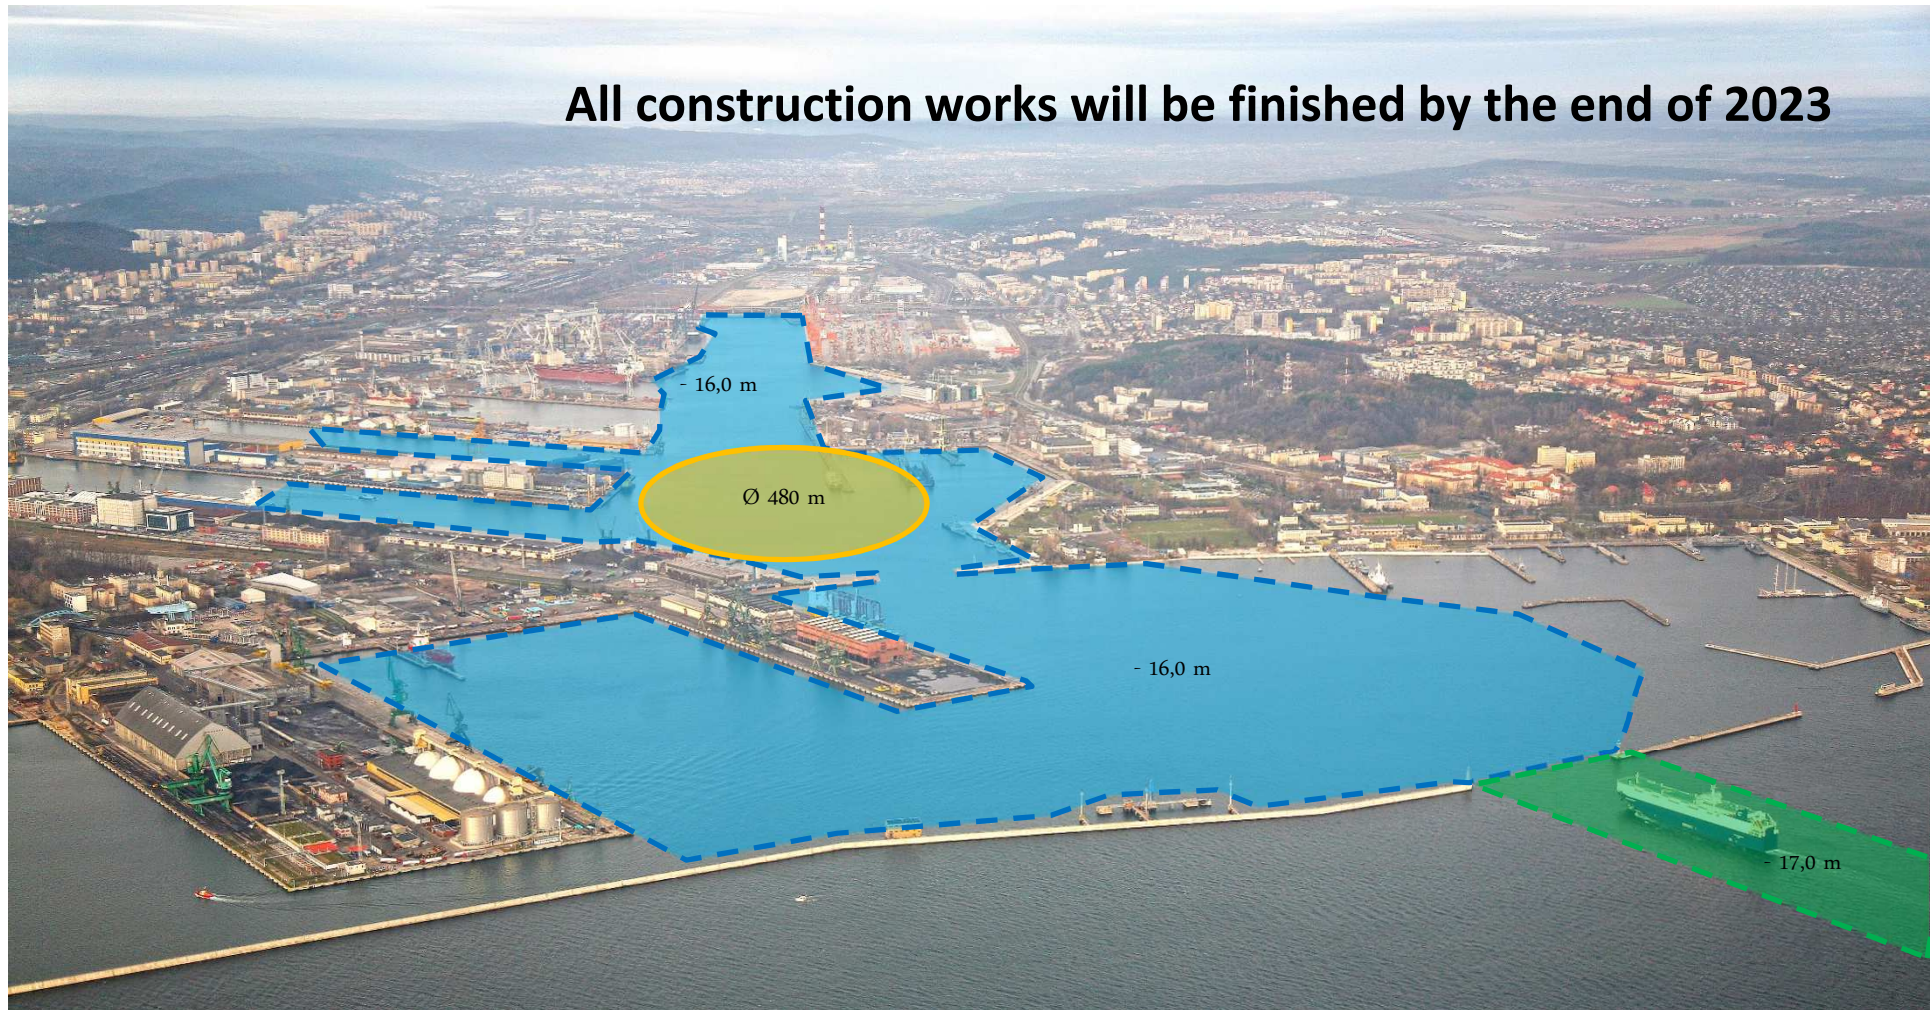 All construction works will be finished by the end of 2023
- 16,0 m
Ø 480 m
- 16,0 m
- 17,0 m